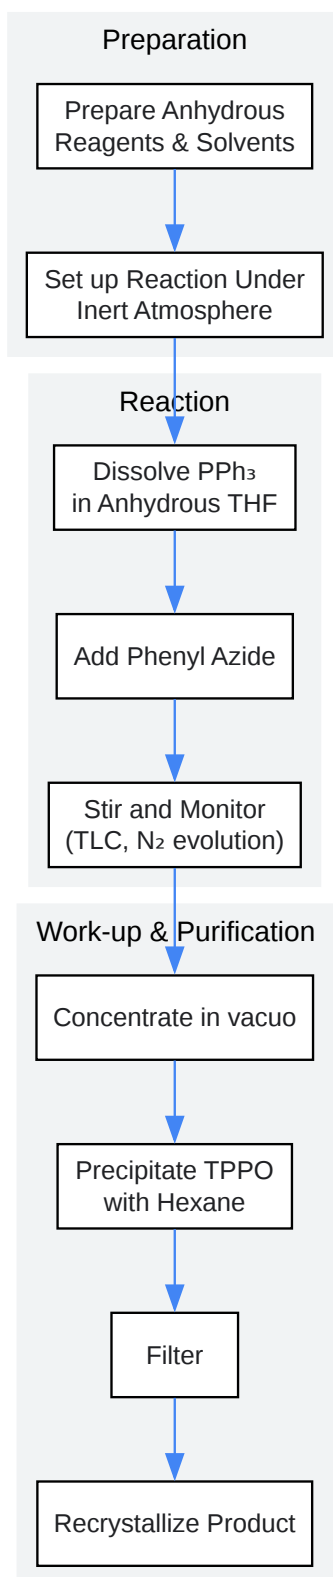 Preparation
Prepare Anhydrous
Reagents & Solvents
Set up Reaction Under
Inert Atmosphere
Reaction
Dissolve PPh₃
in Anhydrous THF
Add Phenyl Azide
Stir and Monitor
(TLC, N₂ evolution)
Work-up & Purification
Concentrate in vacuo
Precipitate TPPO
with Hexane
Filter
Recrystallize Product